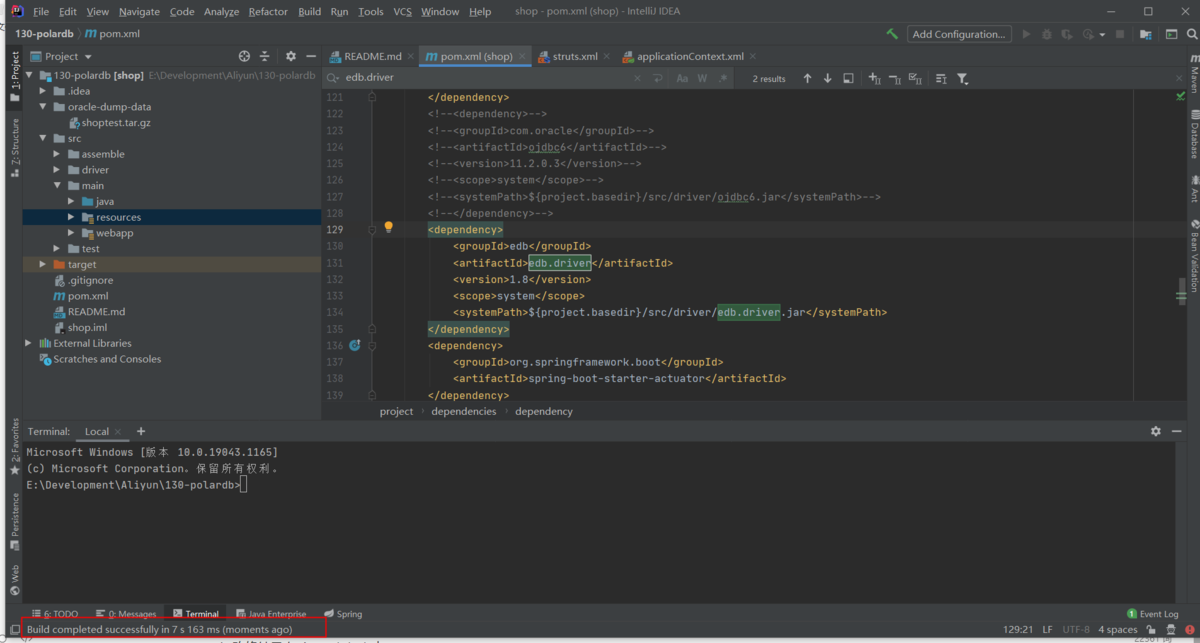 File Edit View Navigate Code Analyze Refactor Build Run Tools VCS Window Help shop - pom.xml (shop) - IntelliJ IDEA
130-polardb pom.xml Add Configuration...
Project README.md pom.xml (shop) struts.xml applicationContext.xml
edb.driver Aa W .* 2 results
130-polardb [shop] E:\Development\Aliyun\130-polardb
.idea
oracle-dump-data
shoptest.tar.gz
src
assemble
driver
main
java
resources
webapp
test
target
.gitignore
pom.xml
README.md
shop.iml
External Libraries
Scratches and Consoles
1: Project
7: Structure
2: Favorites
Persistence
Web
Maven
Database
Ant
Bean Validation
121 </dependency>
122 <!--<dependency>-->
123 <!--<groupId>com.oracle</groupId>-->
124 <!--<artifactId>ojdbc6</artifactId>-->
125 <!--<version>11.2.0.3</version>-->
126 <!--<scope>system</scope>-->
127 <!--<systemPath>${project.basedir}/src/driver/ojdbc6.jar</systemPath>-->
128 <!--</dependency>-->
129 <dependency>
130 <groupId>edb</groupId>
131 <artifactId>edb.driver</artifactId>
132 <version>1.8</version>
133 <scope>system</scope>
134 <systemPath>${project.basedir}/src/driver/edb.driver.jar</systemPath>
135 </dependency>
136 <dependency>
137 <groupId>org.springframework.boot</groupId>
138 <artifactId>spring-boot-starter-actuator</artifactId>
139 </dependency>
project › dependencies › dependency
Terminal: Local × +
Microsoft Windows [版本 10.0.19043.1165]
(c) Microsoft Corporation。保留所有权利。
E:\Development\Aliyun\130-polardb>
6: TODO 0: Messages Terminal Java Enterprise Spring 1 Event Log
Build completed successfully in 7 s 163 ms (moments ago) 129:21 LF UTF-8 4 spaces